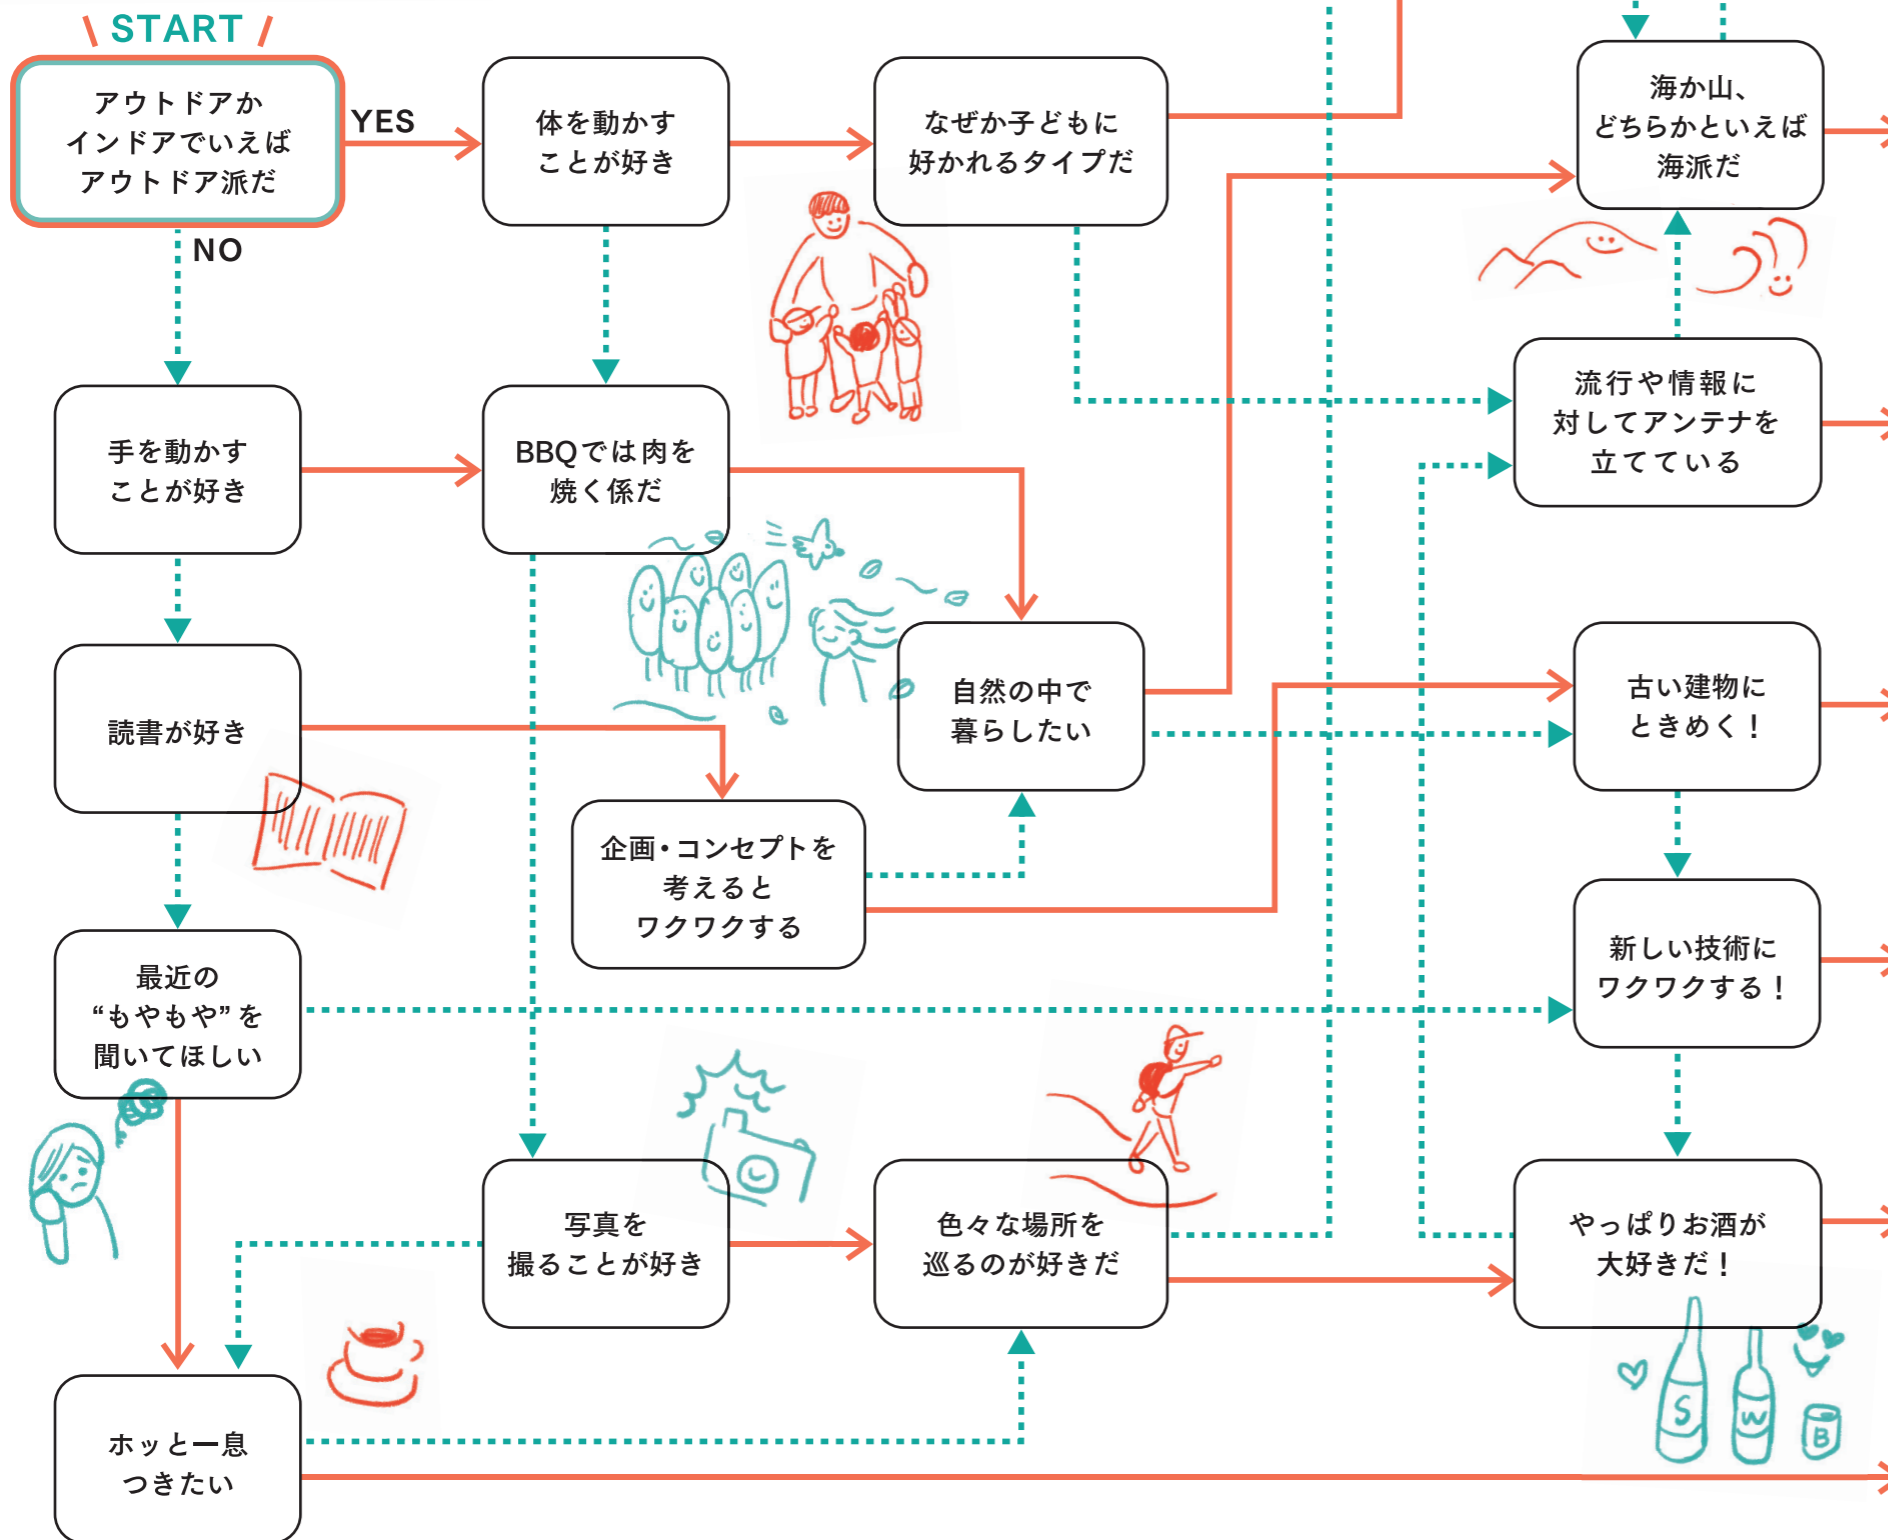 START
アウトドアか
インドアでいえば
アウトドア派だ
YES
NO
体を動かす
ことが好き
なぜか子どもに
好かれるタイプだ
海か山、
どちらかといえば
海派だ
手を動かす
ことが好き
BBQでは肉を
焼く係だ
流行や情報に
対してアンテナを
立てている
読書が好き
自然の中で
暮らしたい
古い建物に
ときめく！
企画・コンセプトを
考えると
ワクワクする
最近の
“もやもや”を
聞いてほしい
新しい技術に
ワクワクする！
写真を
撮ることが好き
色々な場所を
巡るのが好きだ
やっぱりお酒が
大好きだ！
S
W
B
ホッと一息
つきたい